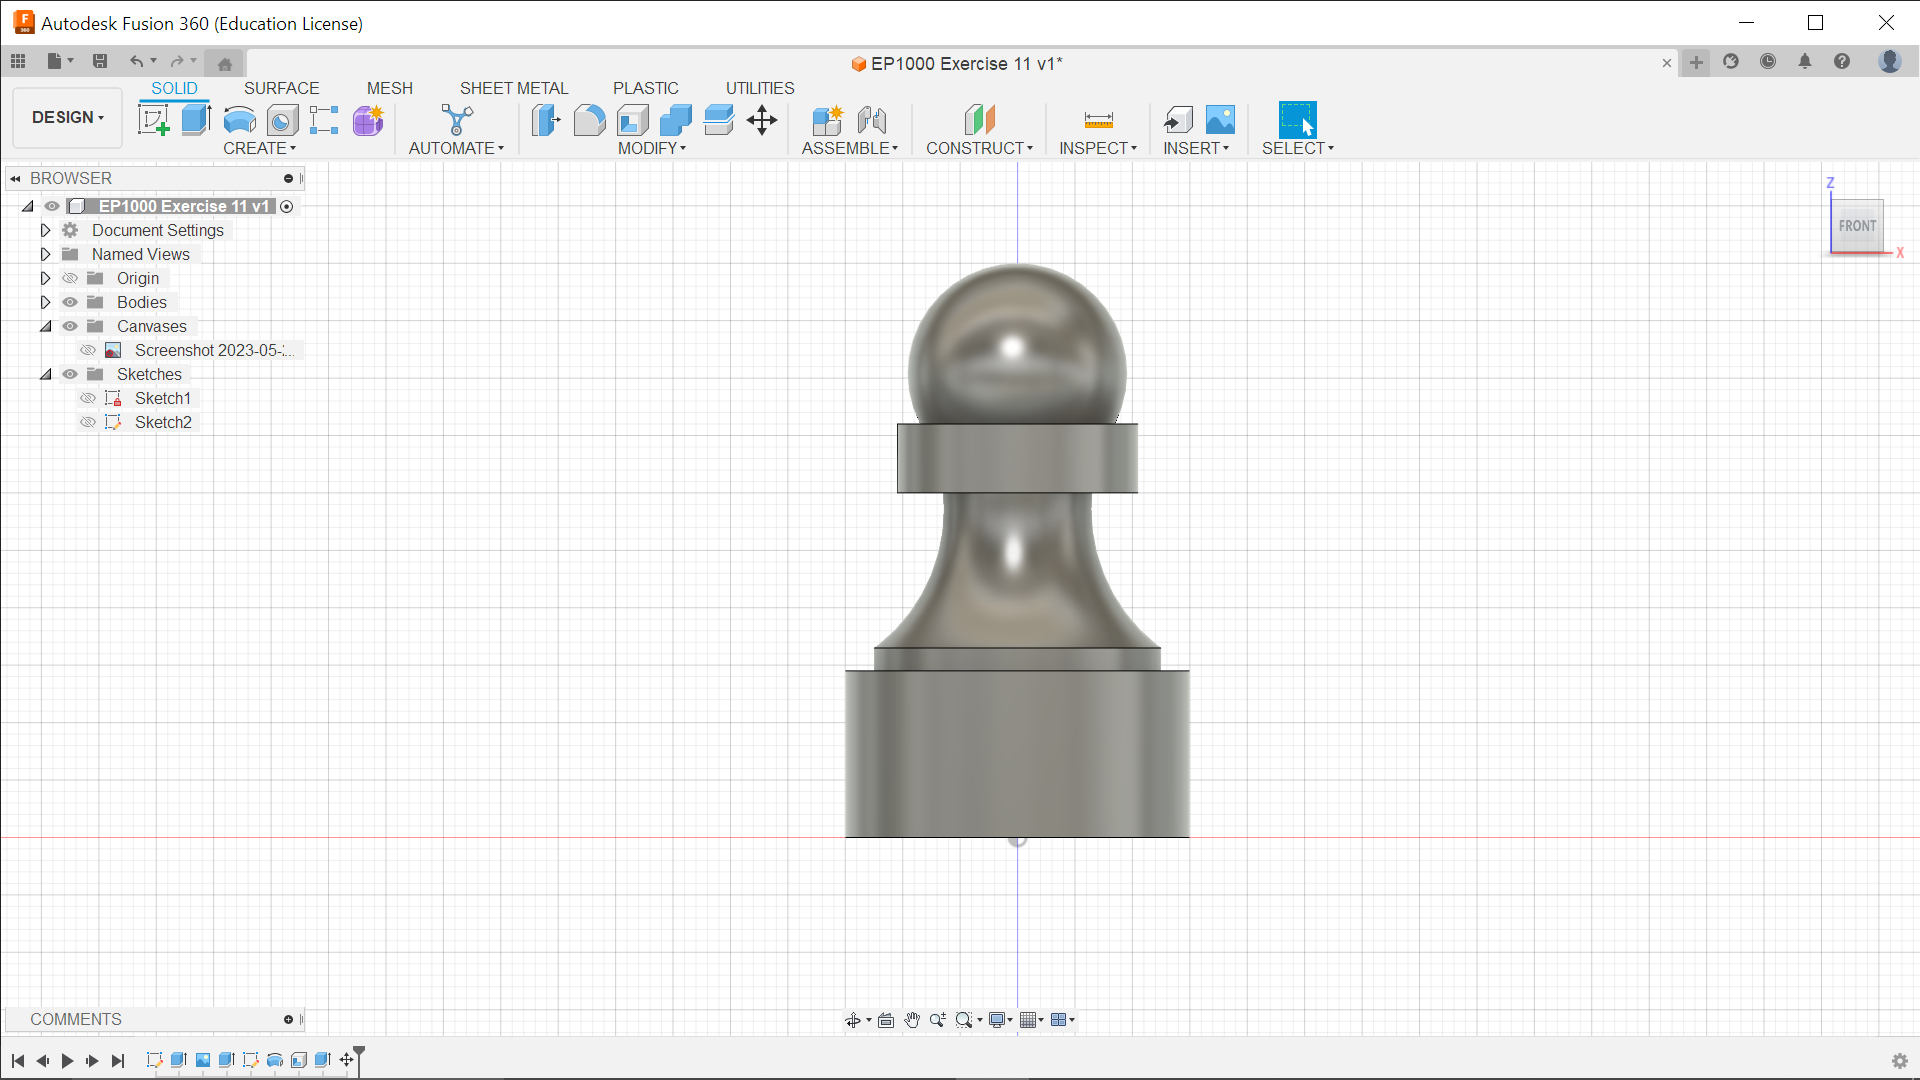 Autodesk Fusion 360 (Education License)
EP1000 Exercise 11 v1*
SOLID SURFACE MESH SHEET METAL PLASTIC UTILITIES
DESIGN
CREATE AUTOMATE MODIFY ASSEMBLE CONSTRUCT INSPECT INSERT SELECT
BROWSER
EP1000 Exercise 11 v1
Document Settings
Named Views
Origin
Bodies
Canvases
Screenshot 2023-05-...
Sketches
Sketch1
Sketch2
Z
FRONT
X
COMMENTS